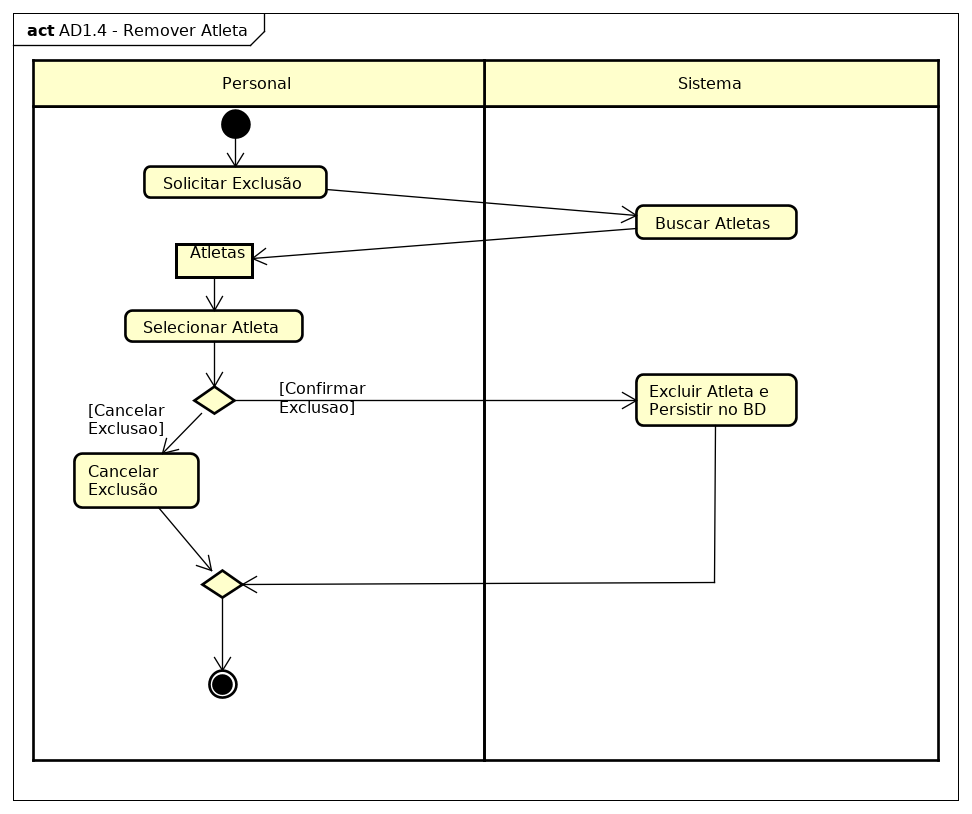 act AD1.4 - Remover Atleta
Personal
Sistema
Solicitar Exclusão
Buscar Atletas
Atletas
Selecionar Atleta
[Confirmar
Exclusao]
Excluir Atleta e
Persistir no BD
[Cancelar
Exclusao]
Cancelar
Exclusão